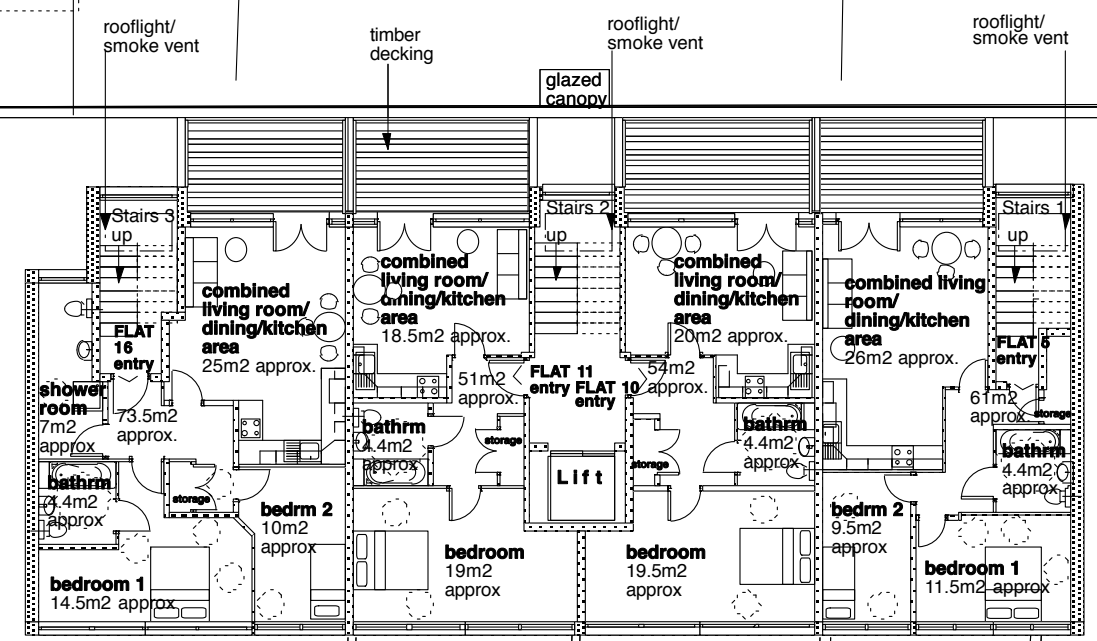 rooflight/
smoke vent
timber
decking
rooflight/
smoke vent
rooflight/
smoke vent
glazed
canopy
Stairs 3
up
Stairs 2
up
Stairs 1
up
combined
living room/
dining/kitchen
area
25m2 approx.
combined
living room/
dining/kitchen
area
18.5m2 approx.
combined
living room/
dining/kitchen
area
20m2 approx.
combined living
room/
dining/kitchen
area
26m2 approx.
FLAT
16
entry
FLAT 11
entry
FLAT 10
entry
FLAT 5
entry
shower
room
7m2
approx
73.5m2
approx.
51m2
approx.
54m2
approx.
61m2
approx.
storage
bathrm
4.4m2
approx
storage
bathrm
4.4m2
approx
storage
Lift
storage
bathrm
4.4m2
approx
bathrm
4.4m2
approx
bedroom 1
14.5m2 approx
bedrm 2
10m2
approx
bedroom
19m2
approx
bedroom
19.5m2
approx
bedrm 2
9.5m2
approx
bedroom 1
11.5m2 approx